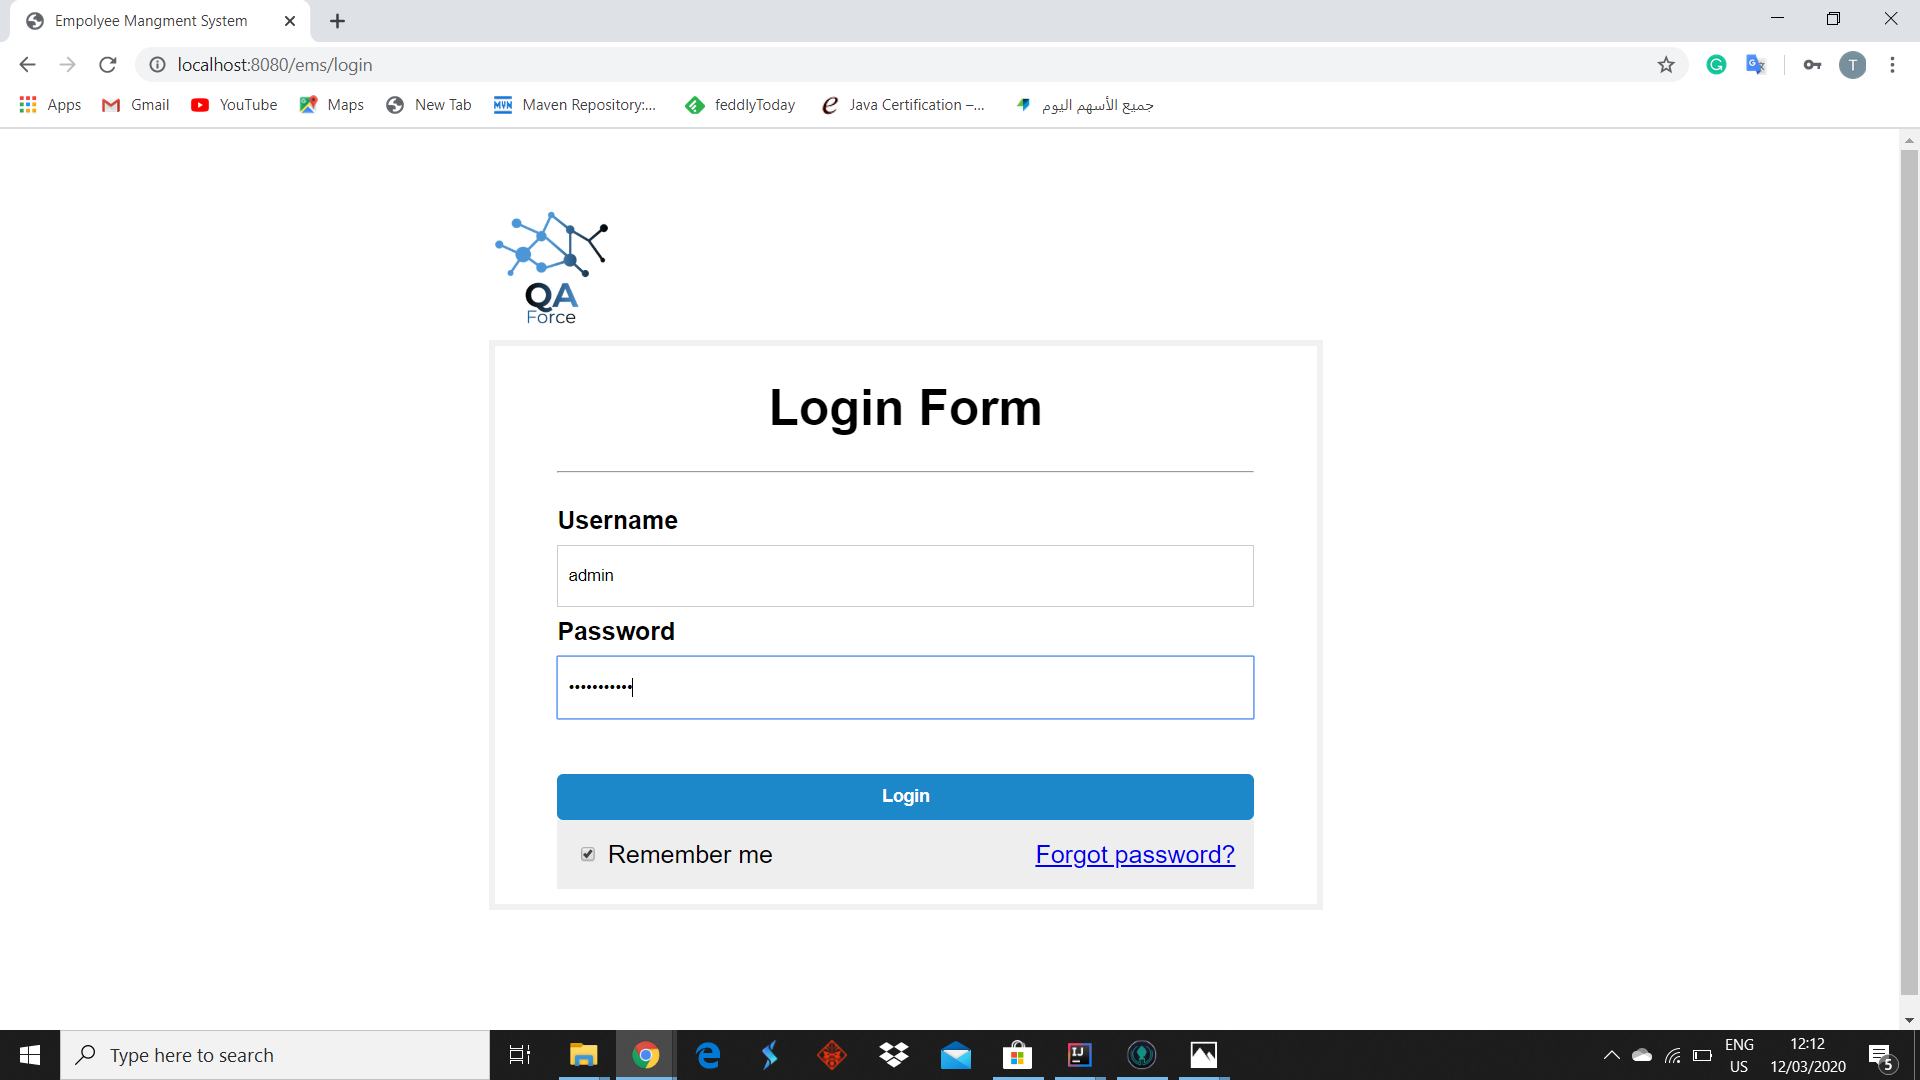 Empolyee Mangment System
localhost:8080/ems/login
T
Apps
Gmail
YouTube
Maps
New Tab
MVN
Maven Repository:...
feddlyToday
Java Certification –...
جميع الأسهم اليوم
QA
Force
Login Form
Username
admin
Password
•••••••••••
Login
Remember me
Forgot password?
Type here to search
IJ
ENG
US
12:12
12/03/2020
5